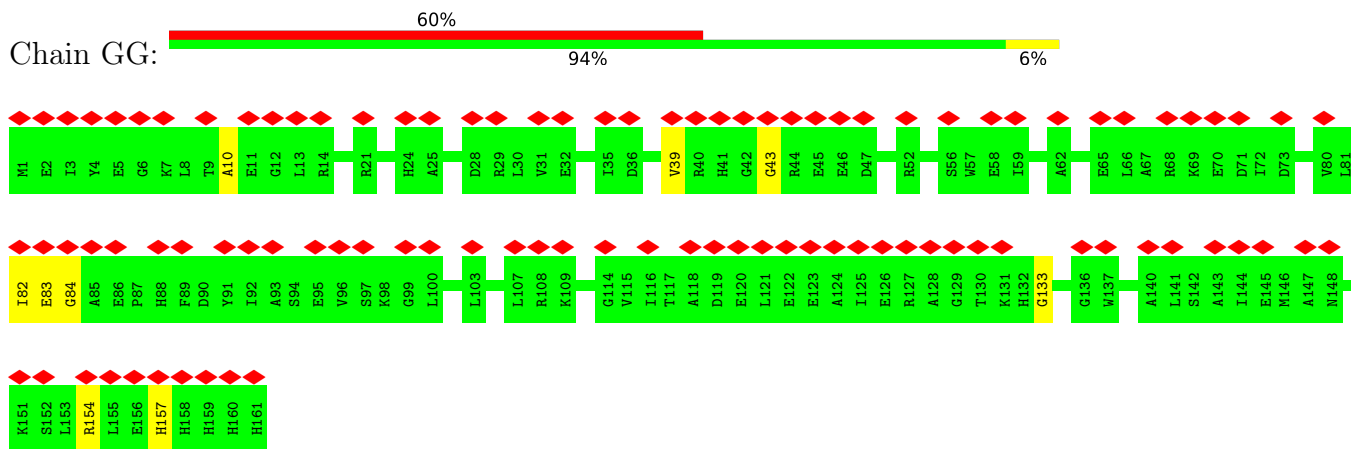 60%
Chain GG:
94% 6%
M1 E2 I3 Y4 E5 G6 K7 L8 T9 A10 E11 G12 L13 R14 R21 H24 A25 D28 R29 L30 V31 E32 I35 D36 V39 R40 H41 G42 G43 R44 E45 E46 D47 R52 S56 W57 E58 I59 A62 E65 L66 A67 R68 K69 E70 D71 I72 D73 V80 L81
I82 E83 G84 A85 E86 P87 H88 F89 D90 Y91 I92 A93 S94 E95 V96 S97 K98 G99 L100 L103 L107 R108 K109 G114 V115 I116 T117 A118 D119 E120 L121 E122 E123 A124 I125 E126 R127 A128 G129 T130 K131 H132 G133 G136 W137 A140 L141 S142 A143 I144 E145 M146 A147 N148
K151 S152 L153 R154 L155 E156 H157 H158 H159 H160 H161